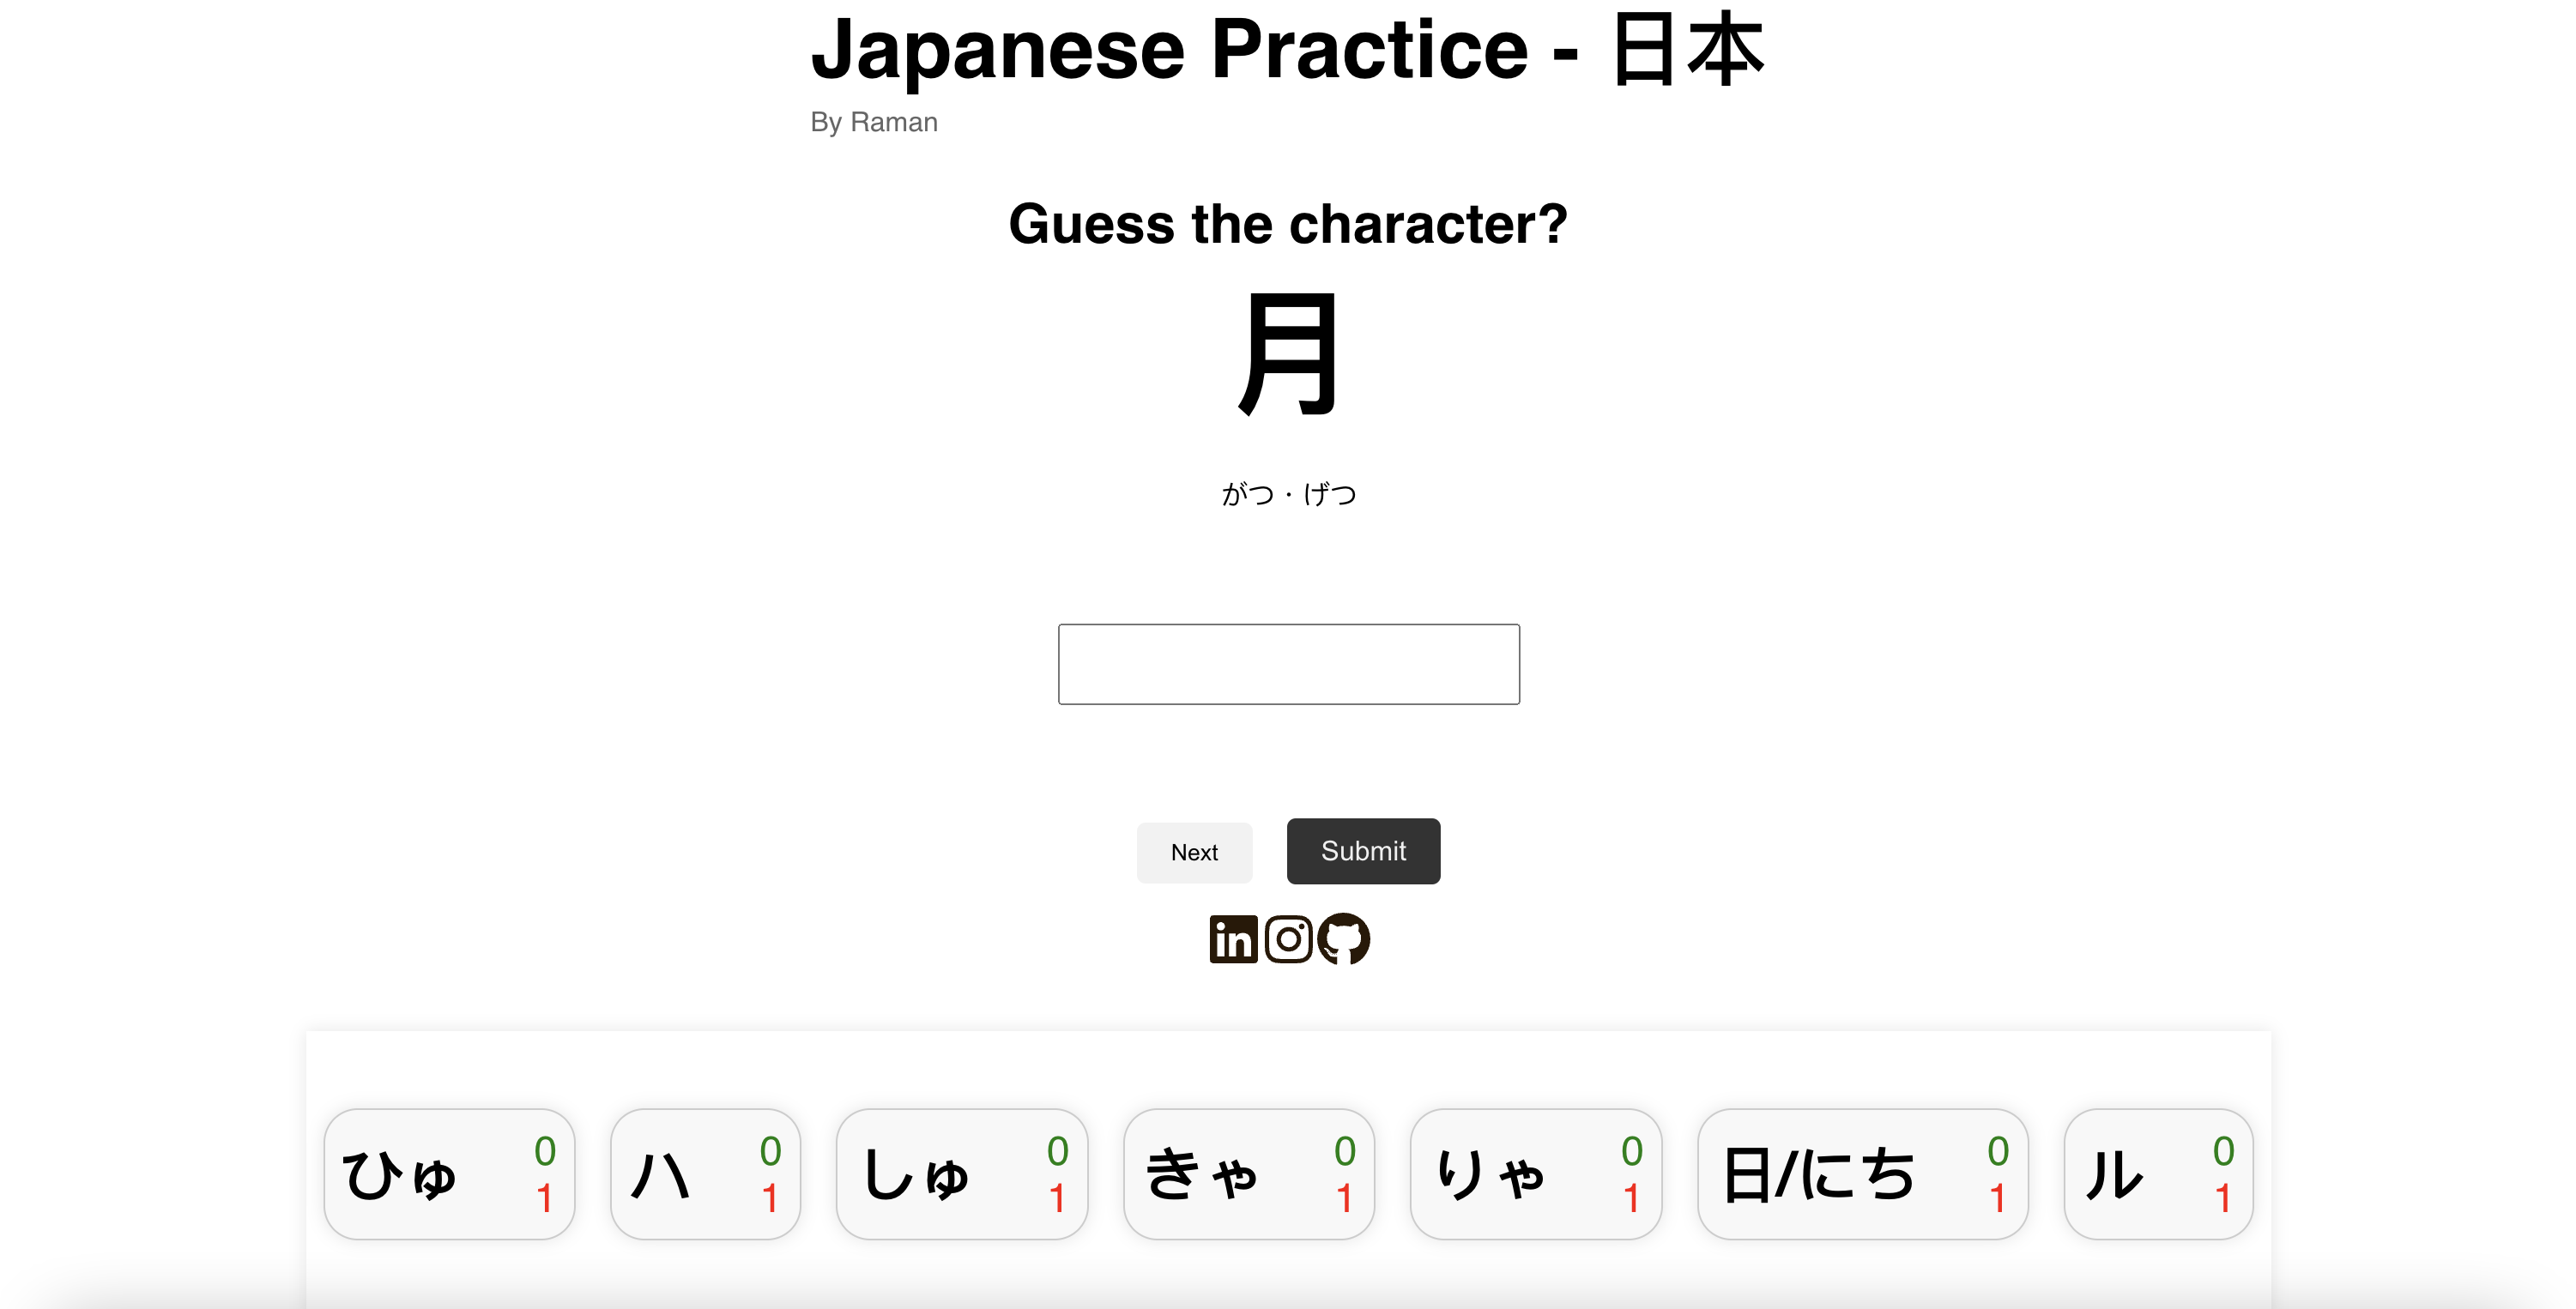 Japanese Practice - 日本
By Raman
Guess the character?
月
がつ · げつ
Next Submit
in
ひゅ 0 1 ハ 0 1 しゅ 0 1 きゃ 0 1 りゃ 0 1 日/にち 0 1 ル 0 1